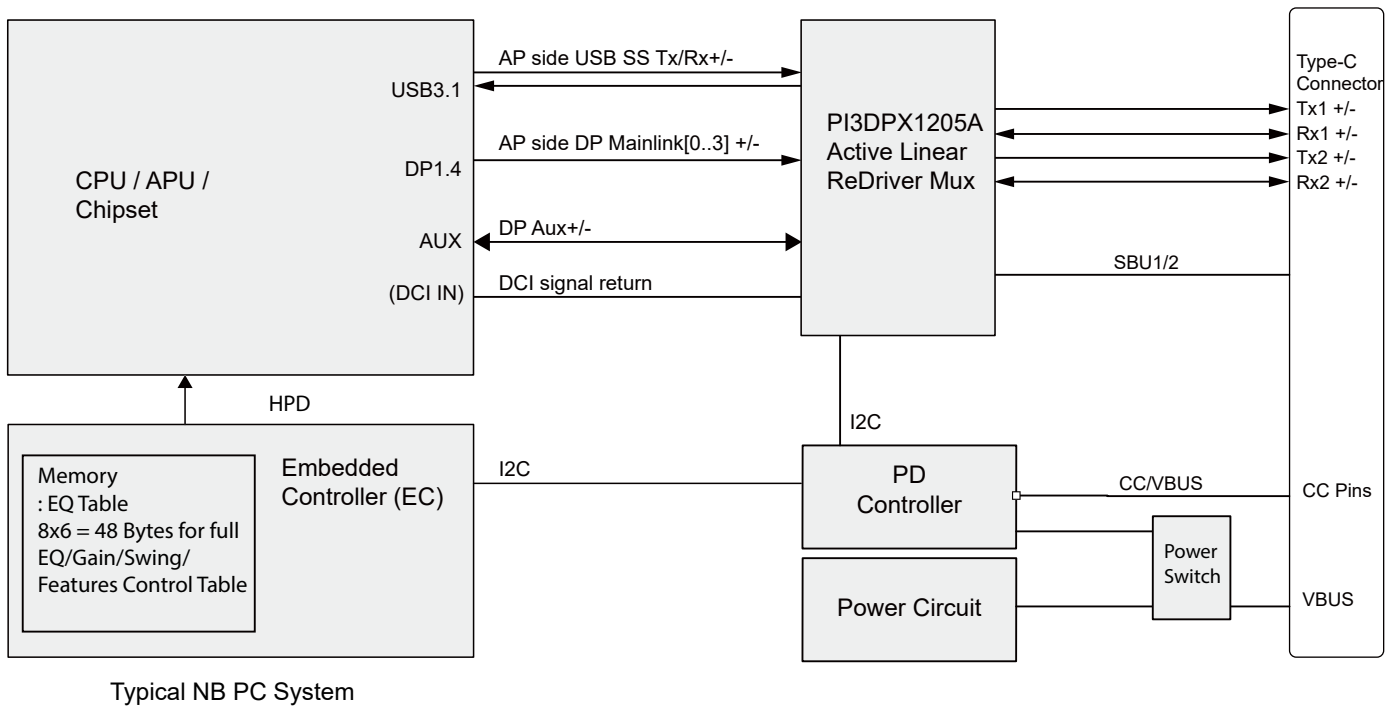 CPU / APU /
Chipset
USB3.1
DP1.4
AUX
(DCI IN)
AP side USB SS Tx/Rx+/-
AP side DP Mainlink[0..3] +/-
DP Aux+/-
DCI signal return
PI3DPX1205A
Active Linear
ReDriver Mux
Type-C
Connector
Tx1 +/-
Rx1 +/-
Tx2 +/-
Rx2 +/-
SBU1/2
HPD
I2C
Memory
: EQ Table
8x6 = 48 Bytes for full
EQ/Gain/Swing/
Features Control Table
Embedded
Controller (EC)
I2C
PD
Controller
CC/VBUS
CC Pins
Power
Switch
Power Circuit
VBUS
Typical NB PC System